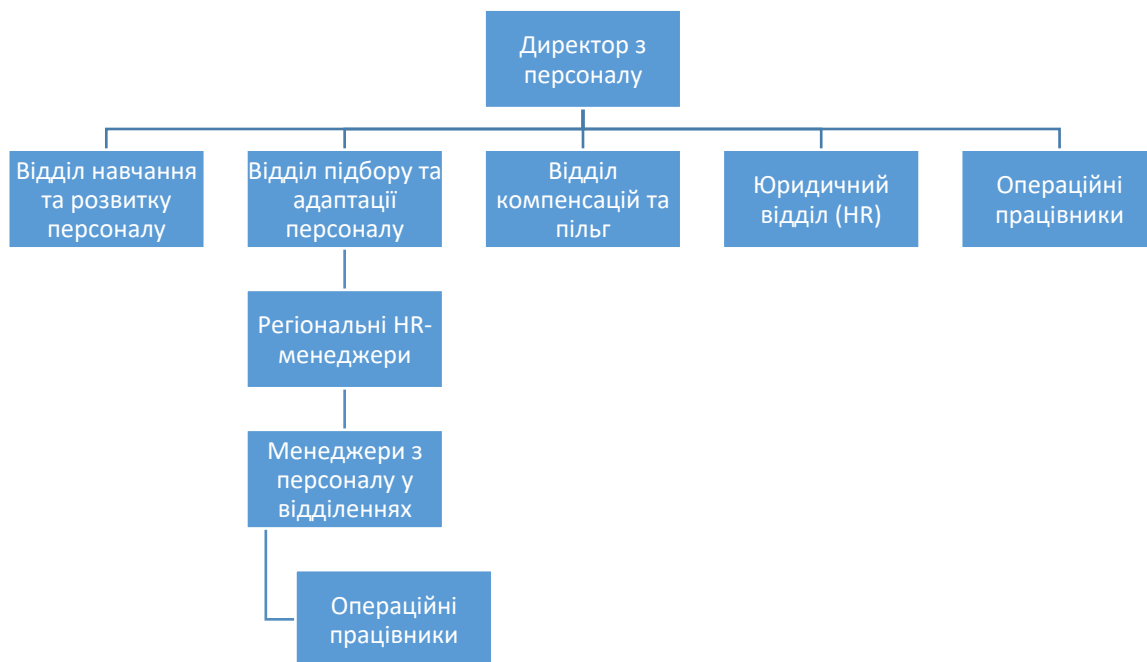 Директор з
персоналу
Відділ навчання
та розвитку
персоналу
Відділ підбору та
адаптації
персоналу
Відділ
компенсацій та
пільг
Юридичний
відділ (HR)
Операційні
працівники
Регіональні HR-
менеджери
Менеджери з
персоналу у
відділеннях
Операційні
працівники